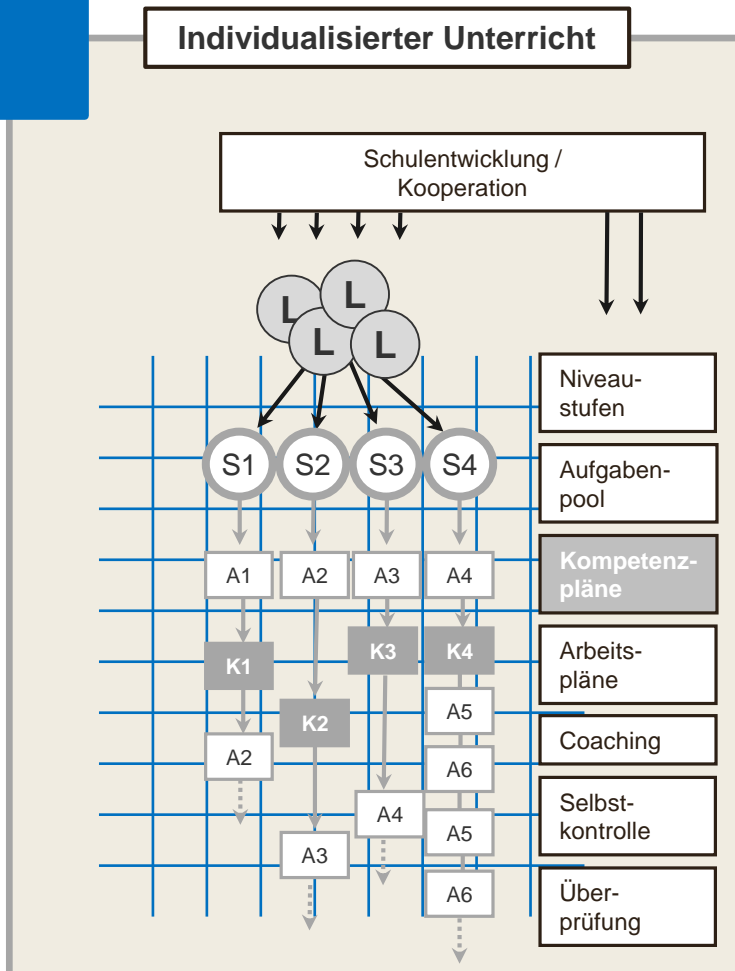 Individualisierter Unterricht
Schulentwicklung /
Kooperation
L
L
L
L
Niveau-
stufen
S1
S2
S3
S4
Aufgaben-
pool
A1
A2
A3
A4
Kompetenz-
pläne
K1
K2
K3
K4
Arbeits-
pläne
A5
A2
Coaching
A6
A4
Selbst-
kontrolle
A5
A3
A6
Über-
prüfung